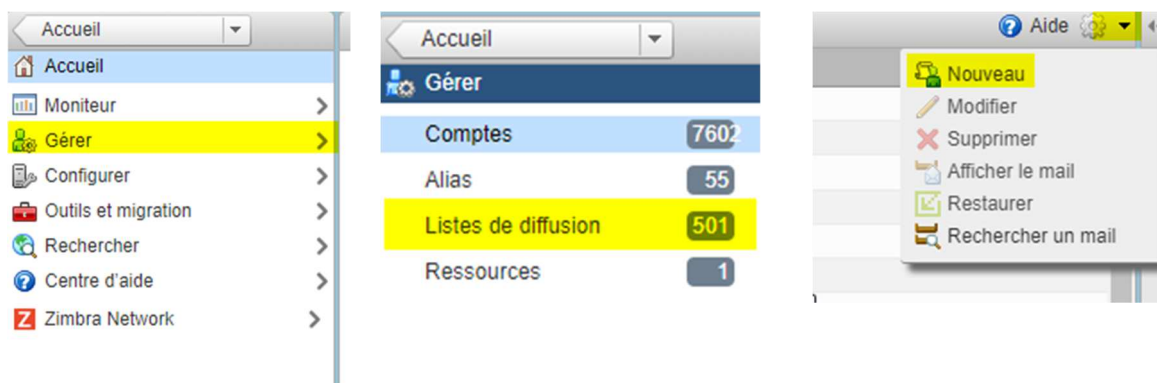 Accueil
Accueil
Moniteur
Gérer
Configurer
Outils et migration
Rechercher
Centre d'aide
Zimbra Network
Accueil
Gérer
Comptes 7602
Alias 55
Listes de diffusion 501
Ressources 1
Aide
Nouveau
Modifier
Supprimer
Afficher le mail
Restaurer
Rechercher un mail